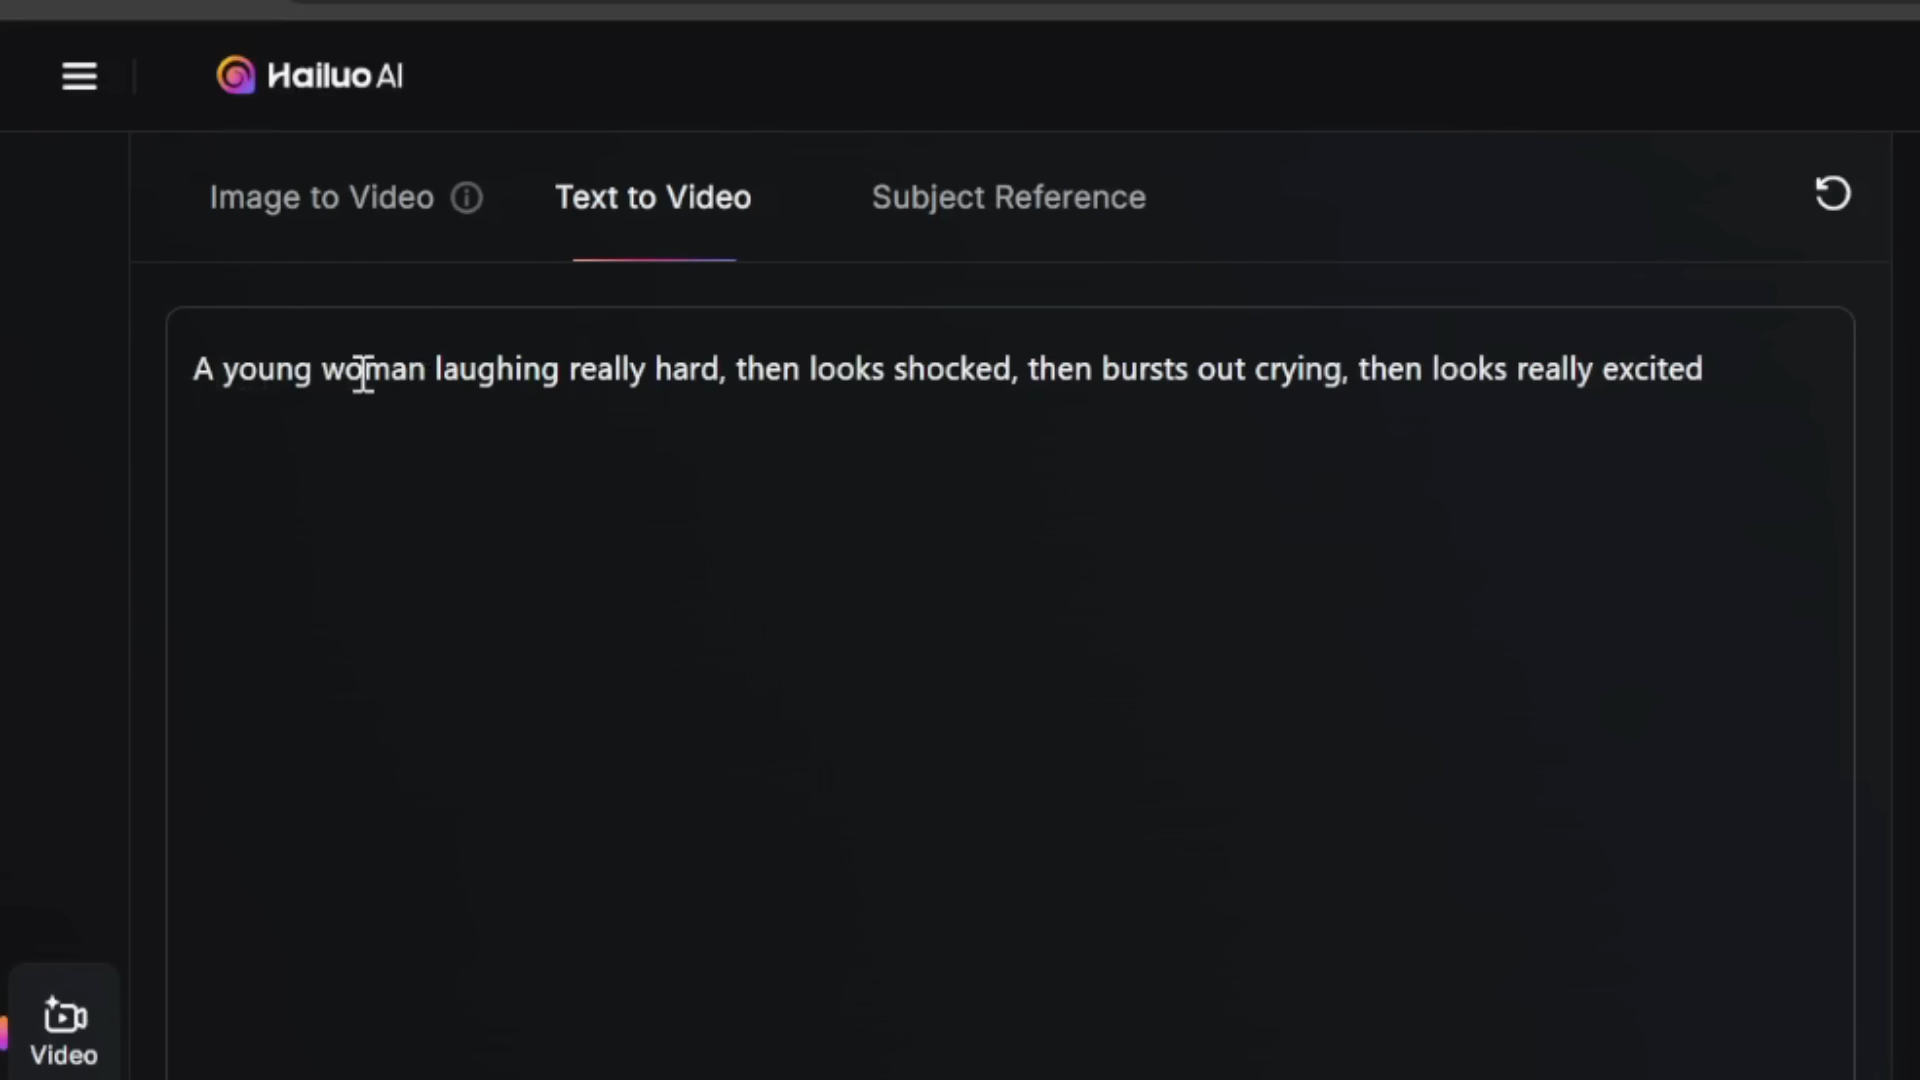 Hailuo AI
Image to Video Text to Video Subject Reference
A young woman laughing really hard, then looks shocked, then bursts out crying, then looks really excited
Video